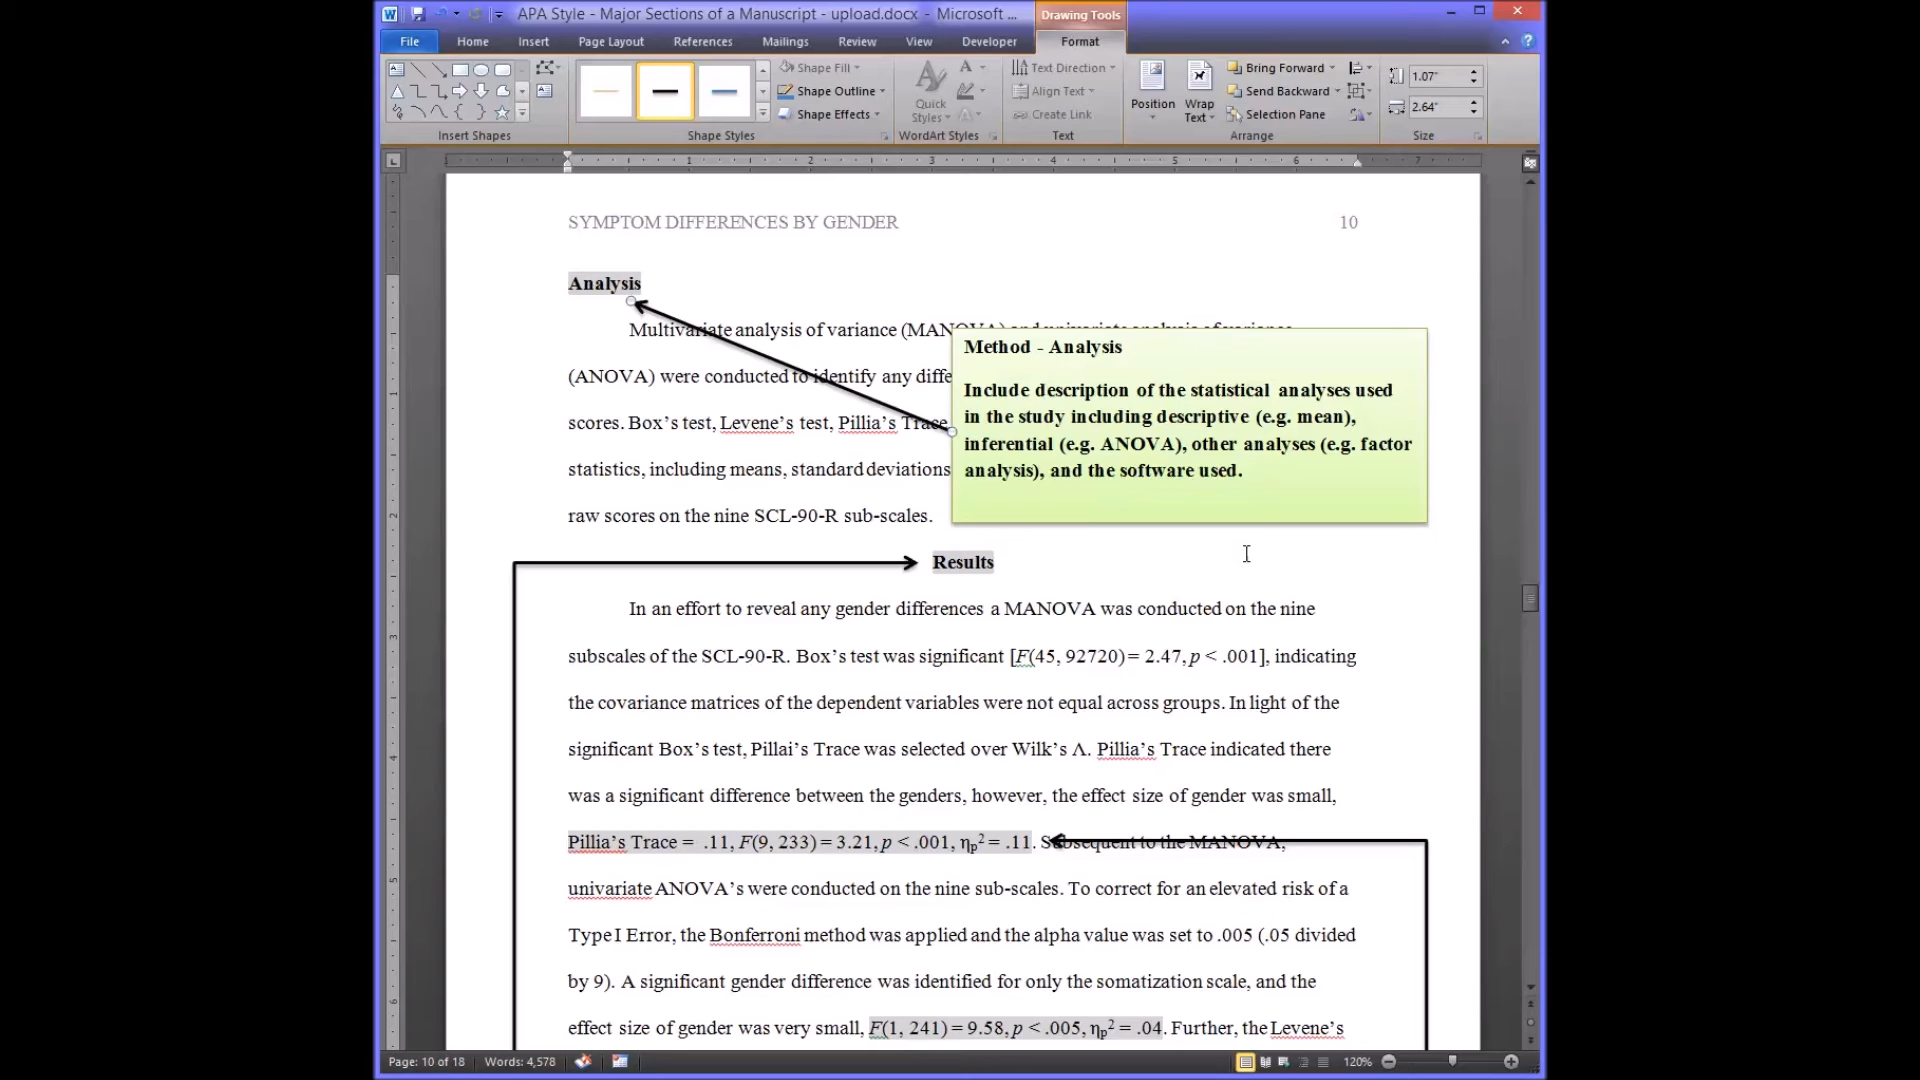 APA Style - Major Sections of a Manuscript - upload.docx - Microsoft ...
Drawing Tools
File Home Insert Page Layout References Mailings Review View Developer Format
Shape Fill
Shape Outline
Shape Effects
Quick Styles
Text Direction
Align Text
Create Link
Position
Wrap Text
Bring Forward
Send Backward
Selection Pane
1.07"
2.64"
Insert Shapes Shape Styles WordArt Styles Text Arrange Size
SYMPTOM DIFFERENCES BY GENDER 10
Analysis
Multivariate analysis of variance (MANOVA) and univariate analysis of variance
(ANOVA) were conducted to identify any diffe
scores. Box's test, Levene's test, Pillia's Trace
statistics, including means, standard deviations
raw scores on the nine SCL-90-R sub-scales.
Method - Analysis
Include description of the statistical analyses used
in the study including descriptive (e.g. mean),
inferential (e.g. ANOVA), other analyses (e.g. factor
analysis), and the software used.
Results
In an effort to reveal any gender differences a MANOVA was conducted on the nine
subscales of the SCL-90-R. Box's test was significant [F(45, 92720) = 2.47, p < .001], indicating
the covariance matrices of the dependent variables were not equal across groups. In light of the
significant Box's test, Pillai's Trace was selected over Wilk's Λ. Pillia's Trace indicated there
was a significant difference between the genders, however, the effect size of gender was small,
Pillia's Trace = .11, F(9, 233) = 3.21, p < .001, ηp² = .11. Subsequent to the MANOVA,
univariate ANOVA's were conducted on the nine sub-scales. To correct for an elevated risk of a
Type I Error, the Bonferroni method was applied and the alpha value was set to .005 (.05 divided
by 9). A significant gender difference was identified for only the somatization scale, and the
effect size of gender was very small, F(1, 241) = 9.58, p < .005, ηp² = .04. Further, the Levene's
Page: 10 of 18 Words: 4,578 120%